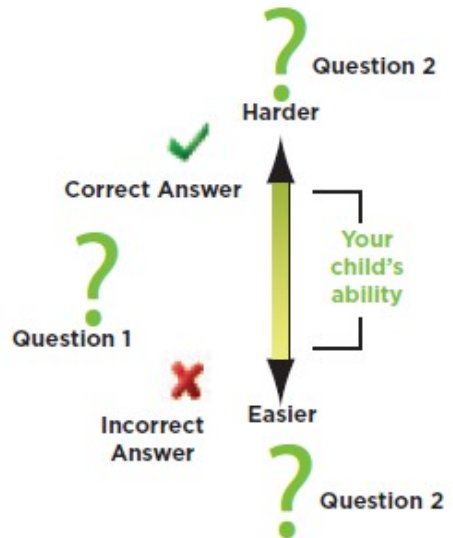 ?
Question 2
Harder
Correct Answer
Your
child's
ability
?
Question 1
Incorrect
Answer
Easier
?
Question 2